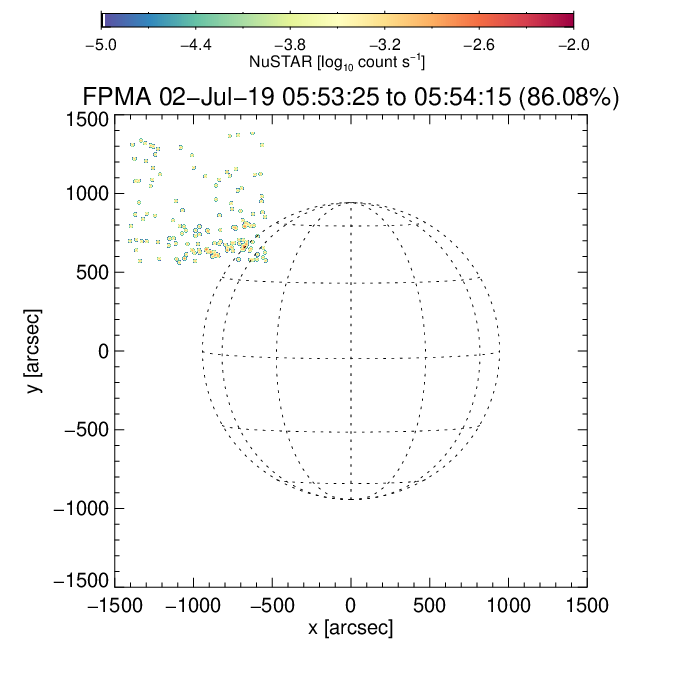 −5.0 −4.4 −3.8 −3.2 −2.6 −2.0
NuSTAR [log₁₀ count s⁻¹]
FPMA 02−Jul−19 05:53:25 to 05:54:15 (86.08%)
1500
1000
500
0
−500
−1000
−1500
y [arcsec]
−1500 −1000 −500 0 500 1000 1500
x [arcsec]